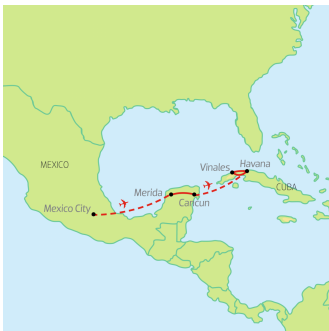 Havana
Vinales
MEXICO
CUBA
Merida
Cancun
Mexico City